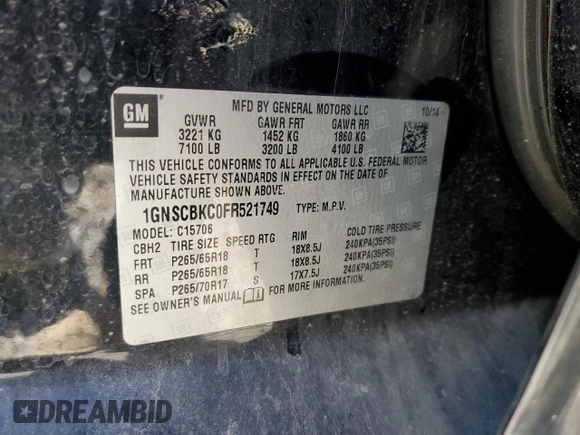 GM
MFD BY GENERAL MOTORS LLC
10/14
GVWR GAWR FRT GAWR RR
3221 KG 1452 KG 1860 KG
7100 LB 3200 LB 4100 LB
THIS VEHICLE CONFORMS TO ALL APPLICABLE U.S. FEDERAL MOTOR
VEHICLE SAFETY STANDARDS IN EFFECT ON THE DATE OF
MANUFACTURE SHOWN ABOVE.
1GNSCBKC0FR521749 TYPE: M.P.V.
MODEL: C15706
CBH2 TIRE SIZE SPEED RTG RIM COLD TIRE PRESSURE
FRT P265/65R18 T 18X8.5J 240KPA(35PSI)
RR P265/65R18 T 18X8.5J 240KPA(35PSI)
SPA P265/70R17 S 17X7.5J 240KPA(35PSI)
SEE OWNER'S MANUAL FOR MORE INFORMATION.
DREAMBID